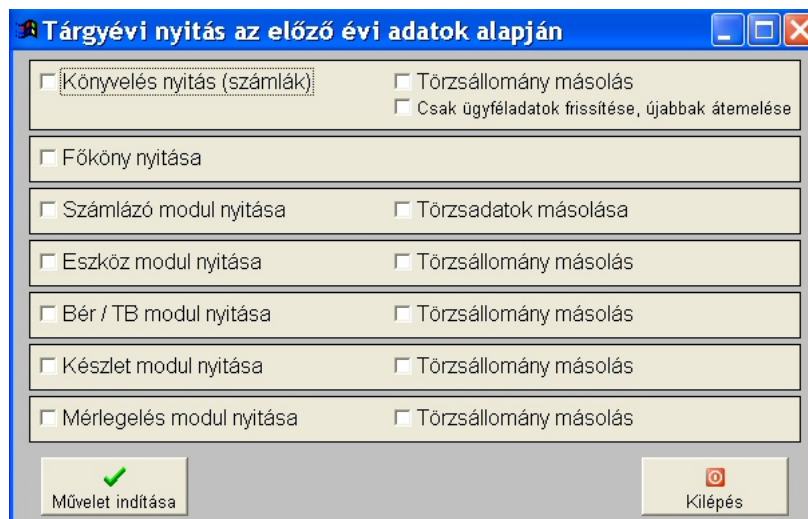 Tárgyévi nyitás az előző évi adatok alapján
Könyvelés nyitás (számlák)
Törzsállomány másolás
Csak ügyféladatok frissítése, újabbak átemelése
Főköny nyitása
Számlázó modul nyitása
Törzsadatok másolása
Eszköz modul nyitása
Törzsállomány másolás
Bér / TB modul nyitása
Törzsállomány másolás
Készlet modul nyitása
Törzsállomány másolás
Mérlegelés modul nyitása
Törzsállomány másolás
Művelet indítása
Kilépés